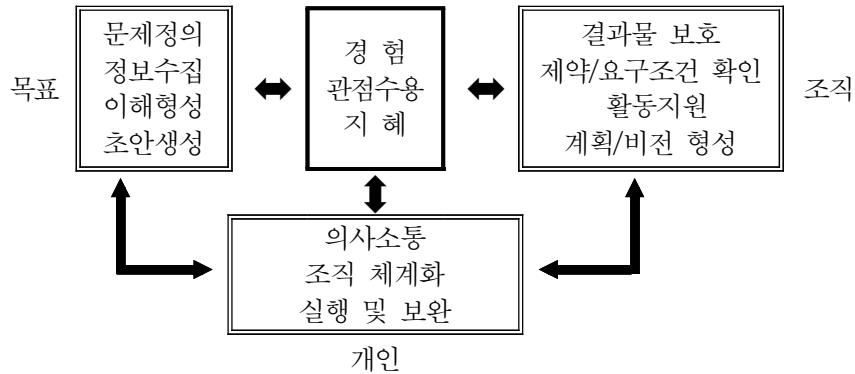 목표
문제정의
정보수집
이해형성
초안생성
경 험
관점수용
지 혜
결과물 보호
제약/요구조건 확인
활동지원
계획/비전 형성
조직
의사소통
조직 체계화
실행 및 보완
개인